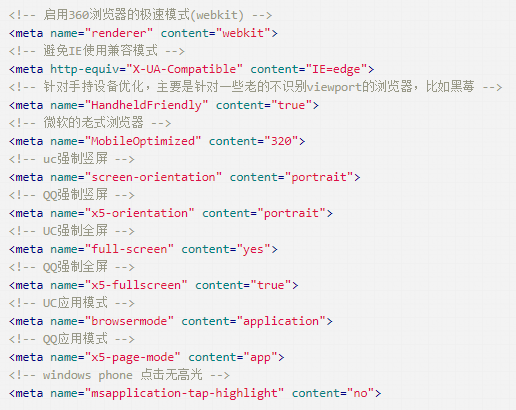 <!-- 启用360浏览器的极速模式(webkit) -->
<meta name="renderer" content="webkit">
<!-- 避免IE使用兼容模式 -->
<meta http-equiv="X-UA-Compatible" content="IE=edge">
<!-- 针对手持设备优化，主要是针对一些老的不识别viewport的浏览器，比如黑莓 -->
<meta name="HandheldFriendly" content="true">
<!-- 微软的老式浏览器 -->
<meta name="MobileOptimized" content="320">
<!-- uc强制竖屏 -->
<meta name="screen-orientation" content="portrait">
<!-- QQ强制竖屏 -->
<meta name="x5-orientation" content="portrait">
<!-- UC强制全屏 -->
<meta name="full-screen" content="yes">
<!-- QQ强制全屏 -->
<meta name="x5-fullscreen" content="true">
<!-- UC应用模式 -->
<meta name="browsermode" content="application">
<!-- QQ应用模式 -->
<meta name="x5-page-mode" content="app">
<!-- windows phone 点击无高光 -->
<meta name="msapplication-tap-highlight" content="no">